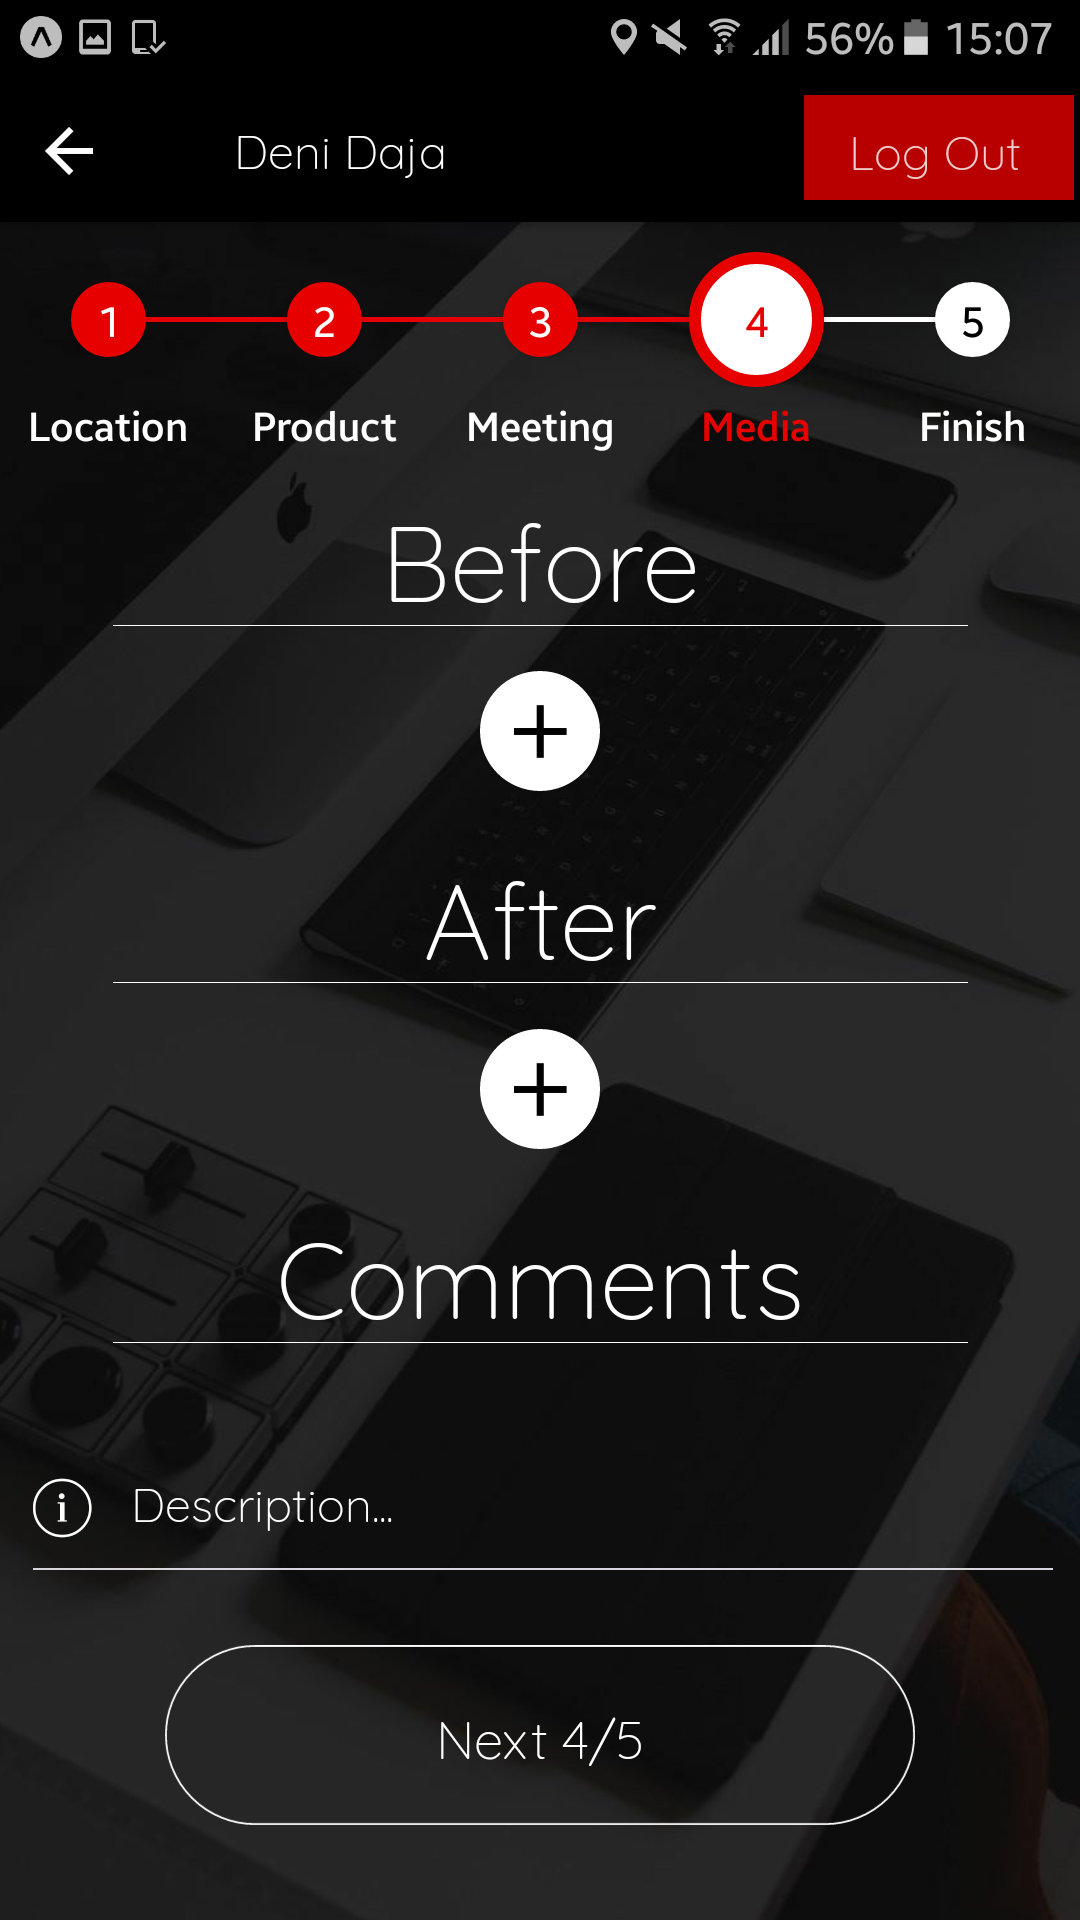 56% 15:07
Deni Daja
Log Out
1 2 3 4 5
Location Product Meeting Media Finish
Before
After
Comments
Description...
Next 4/5